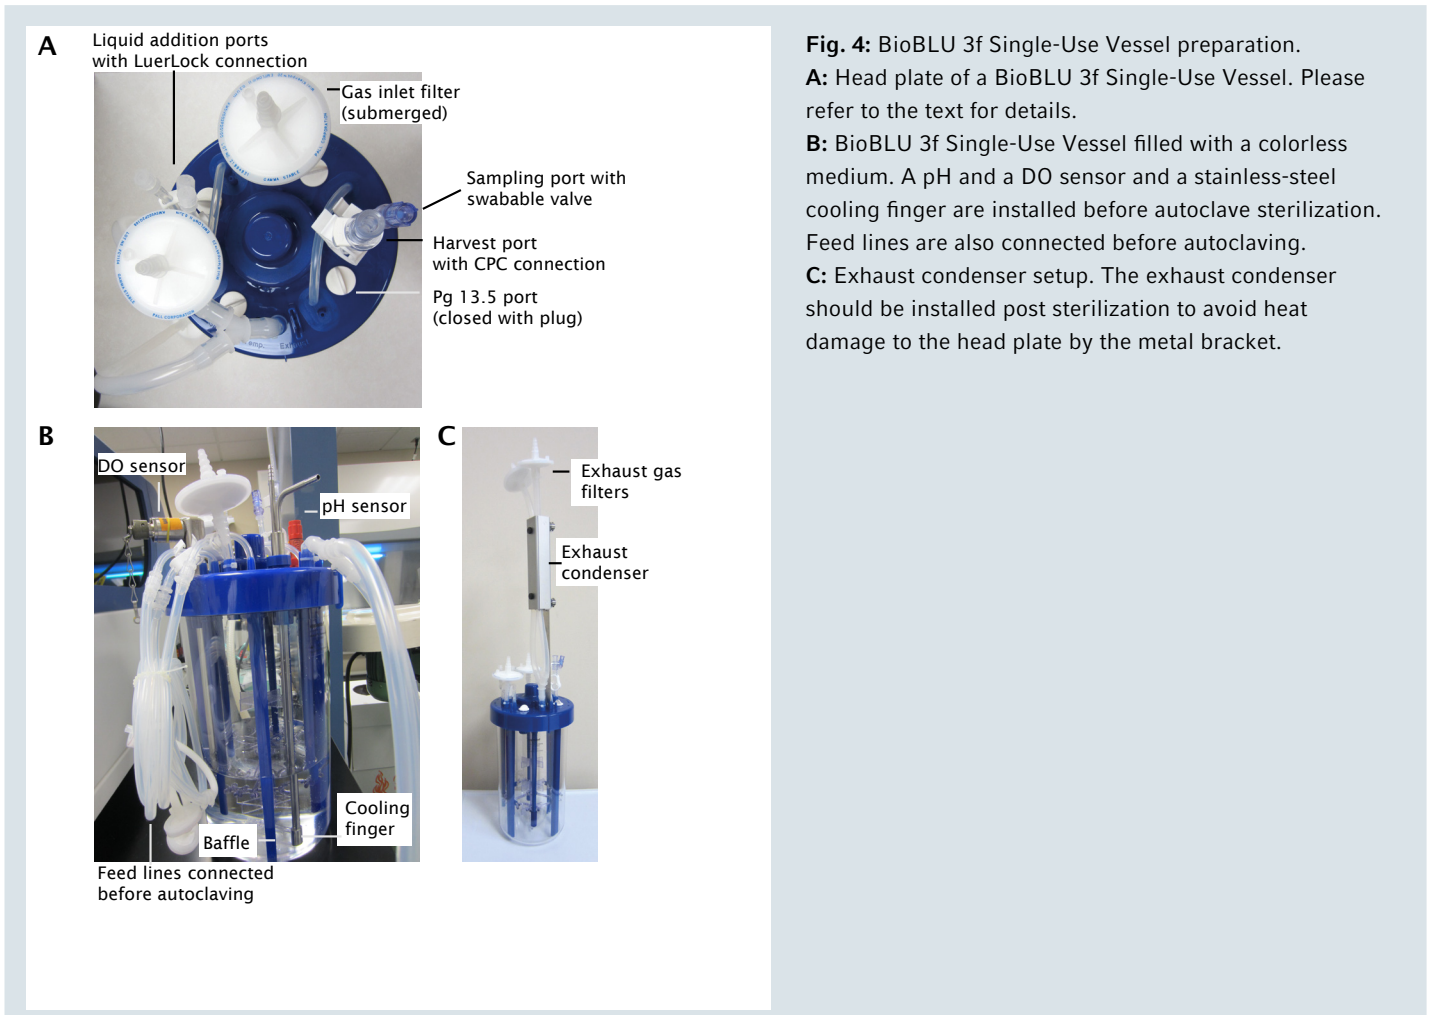 A
Liquid addition ports
with LuerLock connection
Gas inlet filter
(submerged)
Sampling port with
swabable valve
Harvest port
with CPC connection
Pg 13.5 port
(closed with plug)
B
DO sensor
pH sensor
Cooling
finger
Baffle
Feed lines connected
before autoclaving
C
Exhaust gas
filters
Exhaust
condenser
Fig. 4: BioBLU 3f Single-Use Vessel preparation.
A: Head plate of a BioBLU 3f Single-Use Vessel. Please
refer to the text for details.
B: BioBLU 3f Single-Use Vessel filled with a colorless
medium. A pH and a DO sensor and a stainless-steel
cooling finger are installed before autoclave sterilization.
Feed lines are also connected before autoclaving.
C: Exhaust condenser setup. The exhaust condenser
should be installed post sterilization to avoid heat
damage to the head plate by the metal bracket.